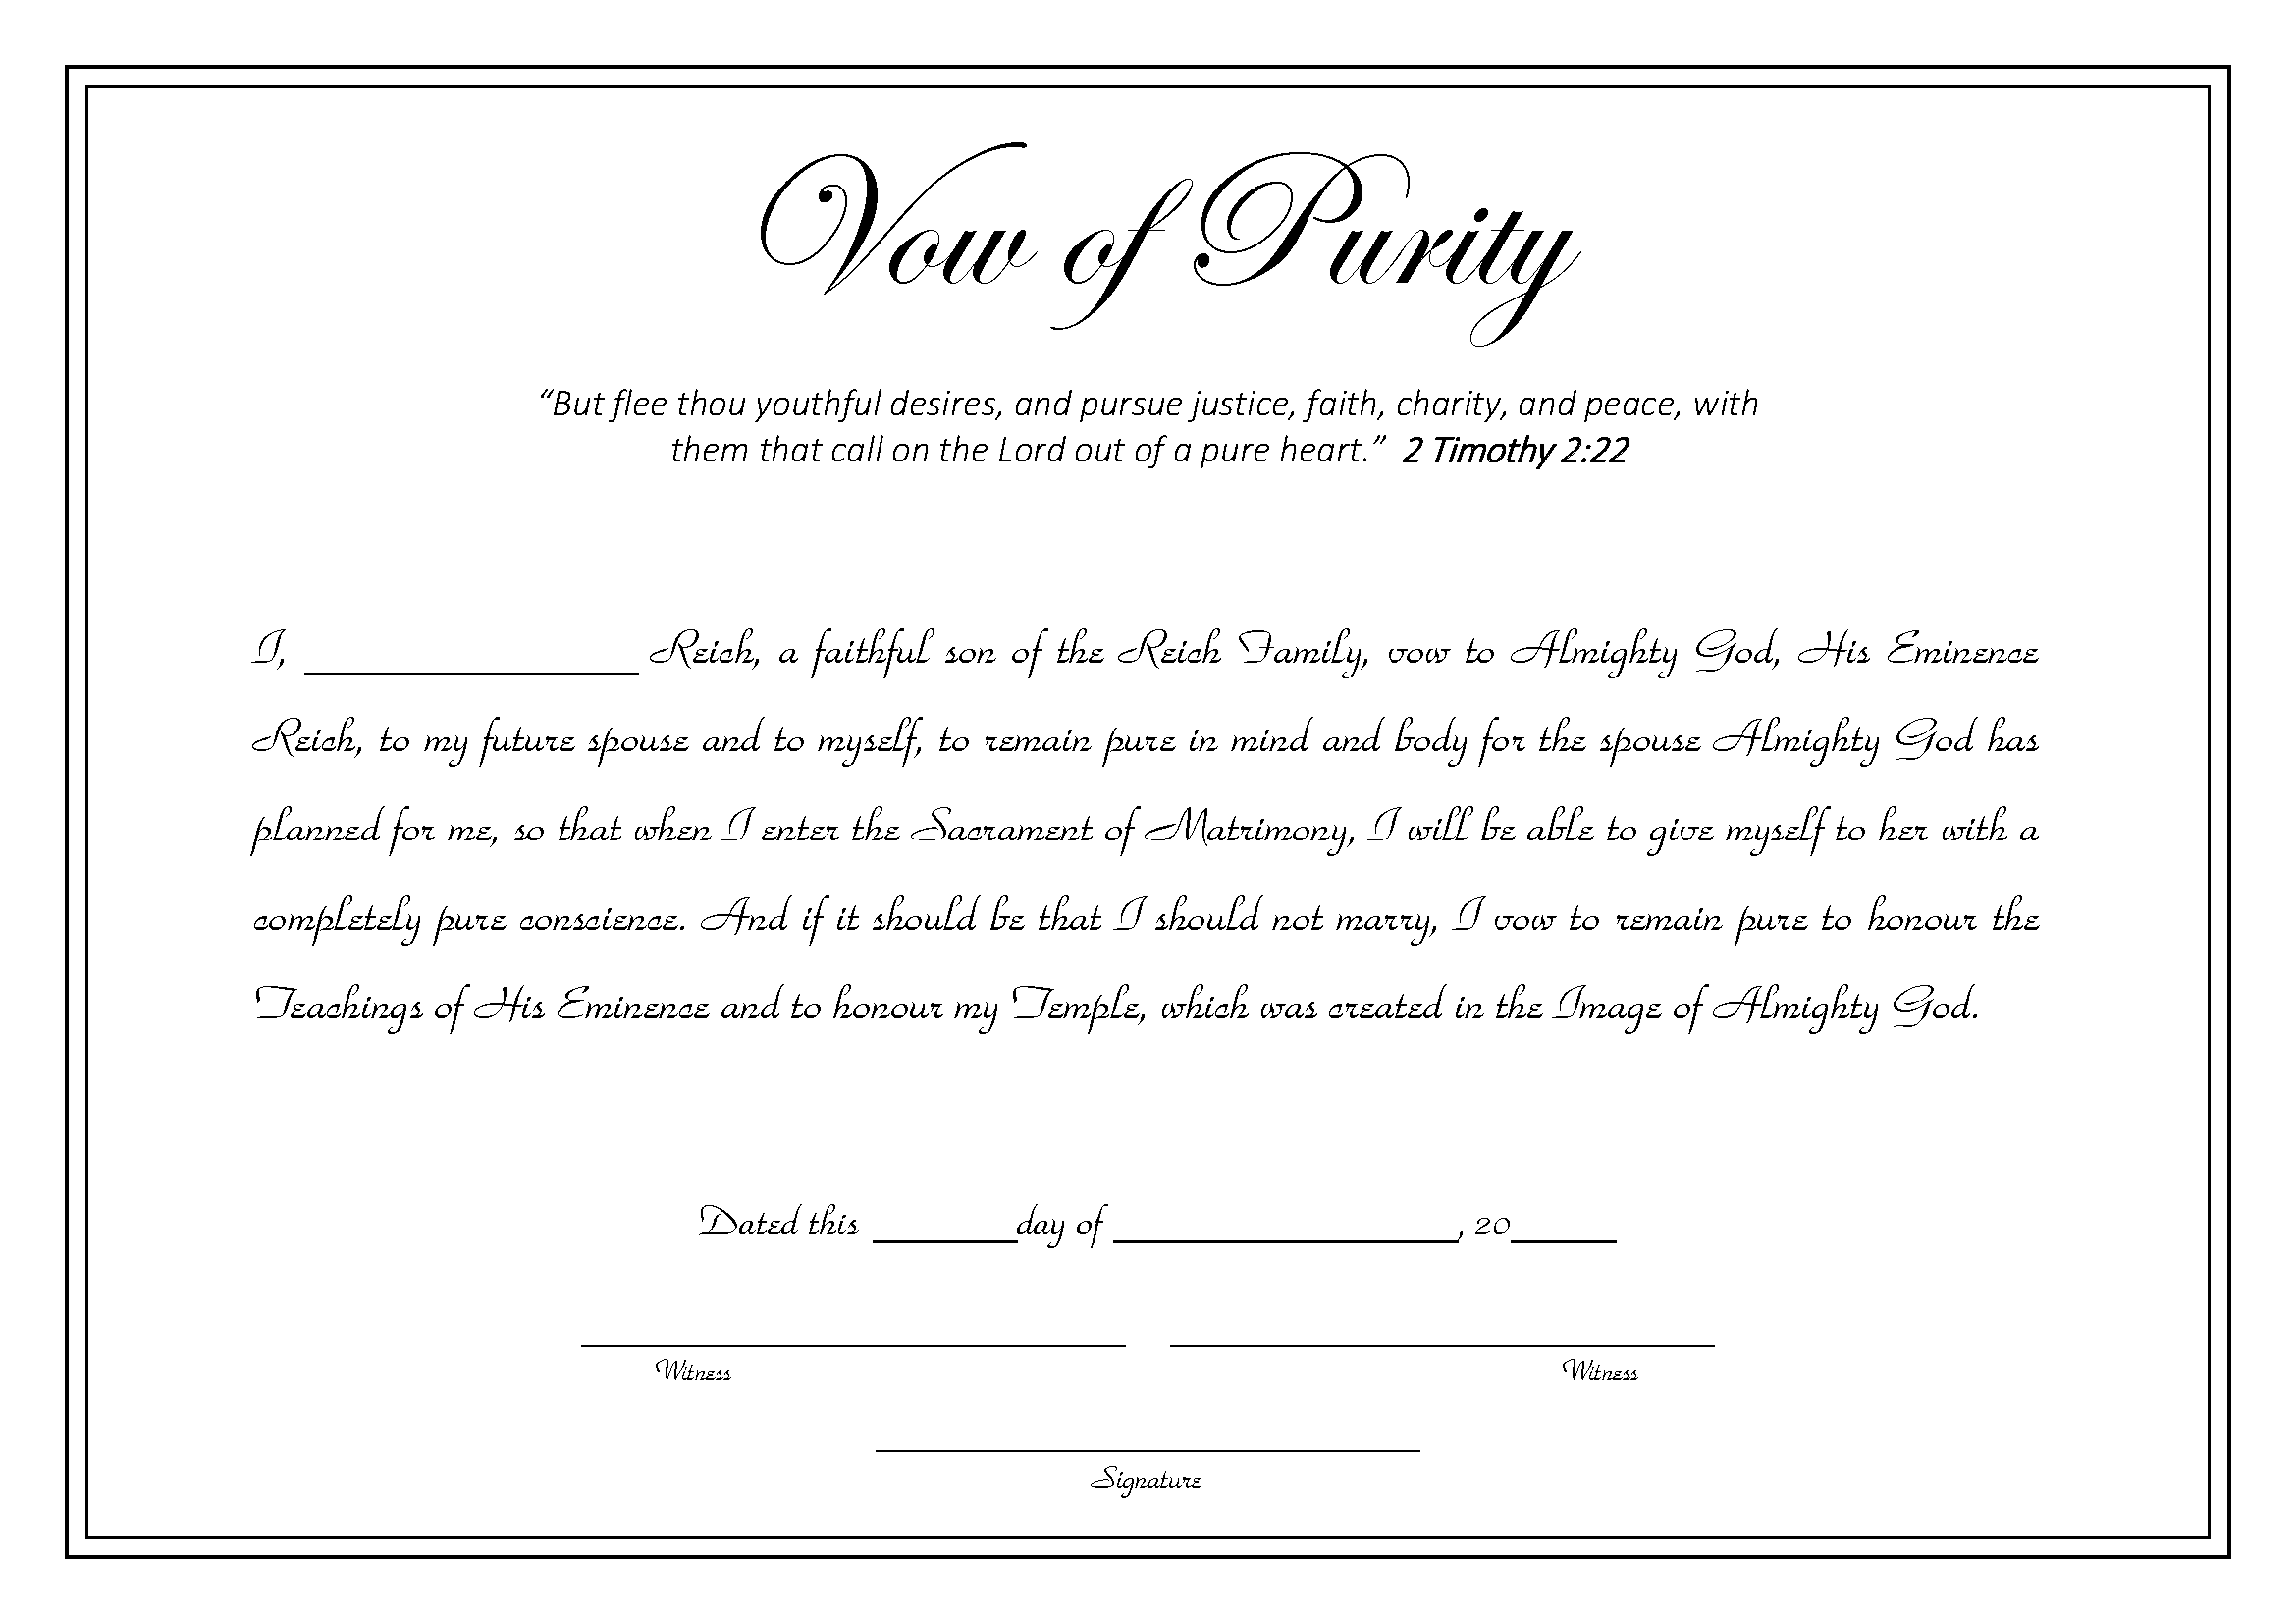 Vow of Purity
“But flee thou youthful desires, and pursue justice, faith, charity, and peace, with
them that call on the Lord out of a pure heart.” 2 Timothy 2:22
I, ________________ Reich, a faithful son of the Reich Family, vow to Almighty God, His Eminence
Reich, to my future spouse and to myself, to remain pure in mind and body for the spouse Almighty God has
planned for me, so that when I enter the Sacrament of Matrimony, I will be able to give myself to her with a
completely pure conscience. And if it should be that I should not marry, I vow to remain pure to honour the
Teachings of His Eminence and to honour my Temple, which was created in the Image of Almighty God.
Dated this _______day of ________________, 20_____
Witness Witness
Signature